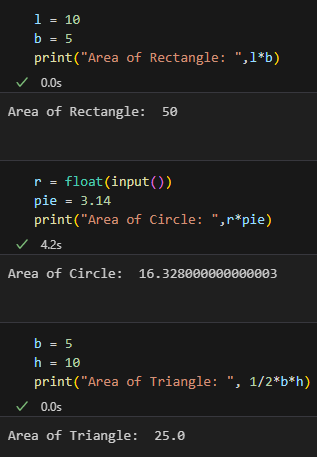 l = 10
b = 5
print("Area of Rectangle: ",l*b)
✓ 0.0s
Area of Rectangle:  50
r = float(input())
pie = 3.14
print("Area of Circle: ",r*pie)
✓ 4.2s
Area of Circle:  16.328000000000003
b = 5
h = 10
print("Area of Triangle: ", 1/2*b*h)
✓ 0.0s
Area of Triangle:  25.0